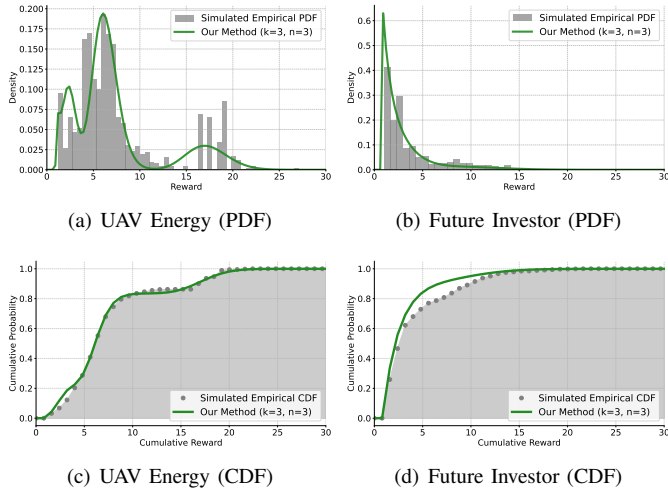 0.200
0.175
0.150
0.125
0.100
0.075
0.050
0.025
0.000
Density
0 5 10 15 20 25 30
Reward
Simulated Empirical PDF
Our Method (k=3, n=3)
(a) UAV Energy (PDF)
0.6
0.5
0.4
0.3
0.2
0.1
0.0
Density
0 5 10 15 20 25 30
Reward
Simulated Empirical PDF
Our Method (k=3, n=3)
(b) Future Investor (PDF)
1.0
0.8
0.6
0.4
0.2
0.0
Cumulative Probability
0 5 10 15 20 25 30
Cumulative Reward
Simulated Empirical CDF
Our Method (k=3, n=3)
(c) UAV Energy (CDF)
1.0
0.8
0.6
0.4
0.2
0.0
Cumulative Probability
0 5 10 15 20 25 30
Cumulative Reward
Simulated Empirical CDF
Our Method (k=3, n=3)
(d) Future Investor (CDF)